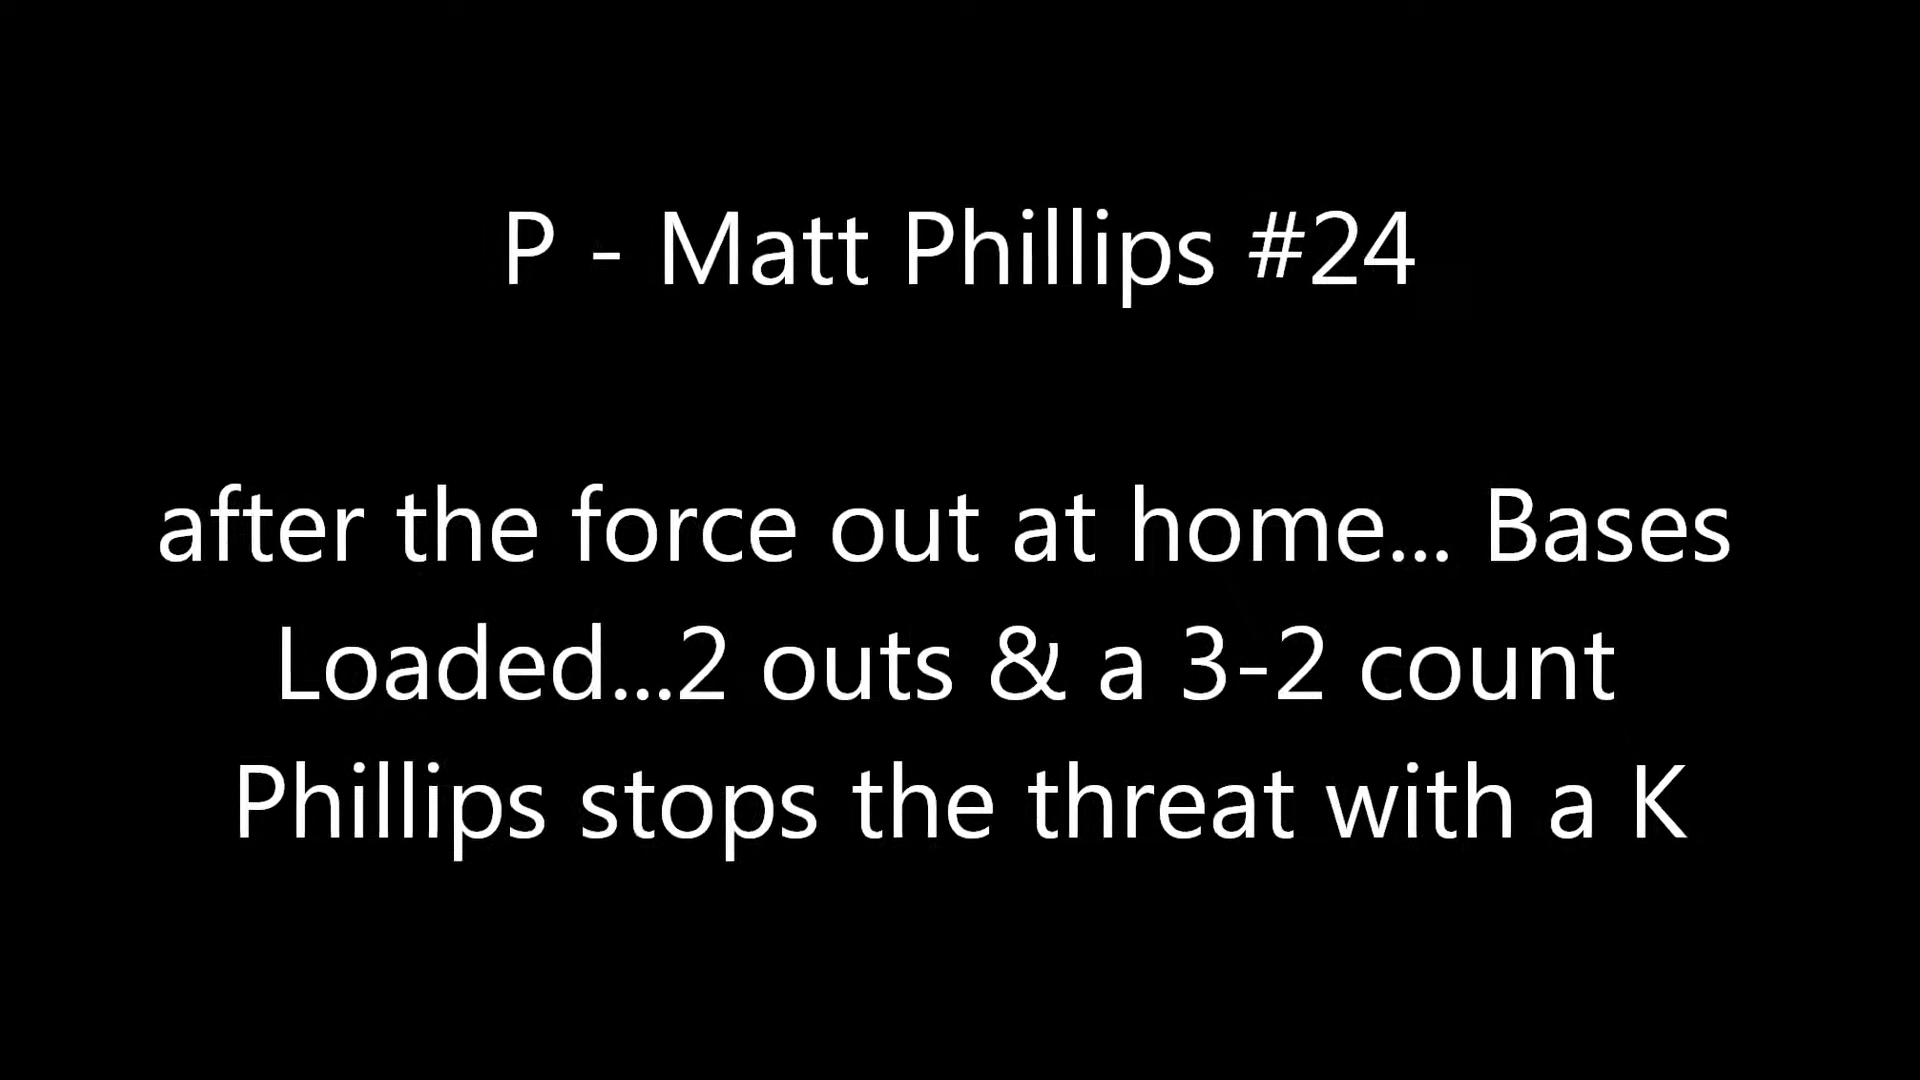 P - Matt Phillips #24
after the force out at home... Bases
Loaded...2 outs & a 3-2 count
Phillips stops the threat with a K